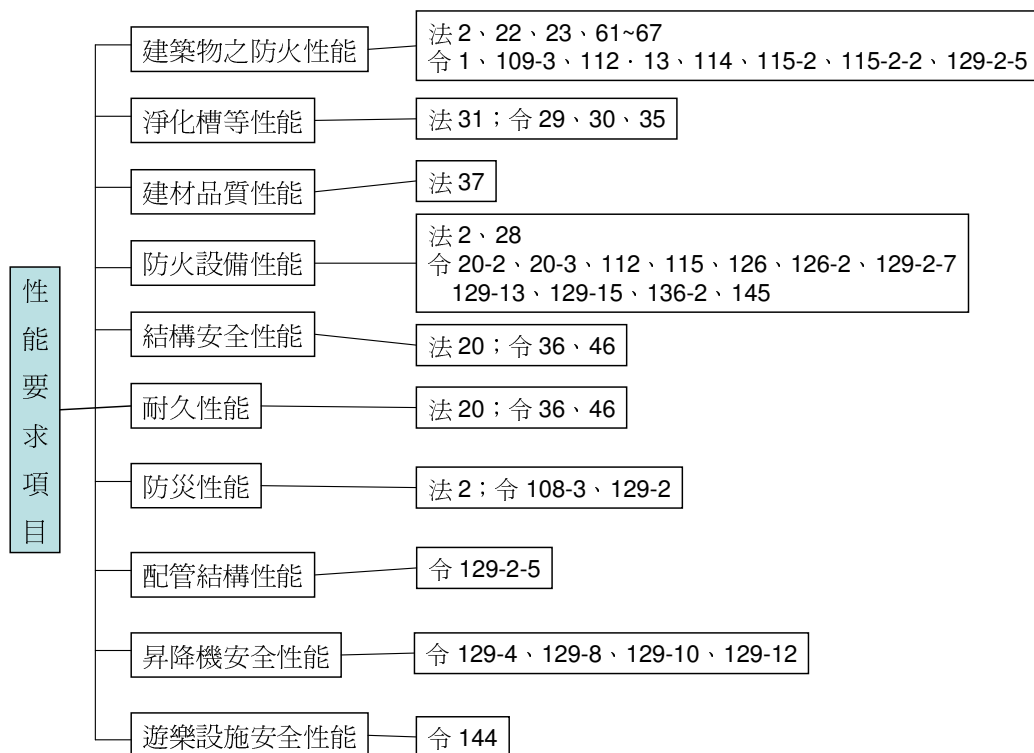 性能要求項目
建築物之防火性能
法 2、22、23、61~67
令 1、109-3、112．13、114、115-2、115-2-2、129-2-5
淨化槽等性能
法 31；令 29、30、35
建材品質性能
法 37
防火設備性能
法 2、28
令 20-2、20-3、112、115、126、126-2、129-2-7
129-13、129-15、136-2、145
結構安全性能
法 20；令 36、46
耐久性能
法 20；令 36、46
防災性能
法 2；令 108-3、129-2
配管結構性能
令 129-2-5
昇降機安全性能
令 129-4、129-8、129-10、129-12
遊樂設施安全性能
令 144